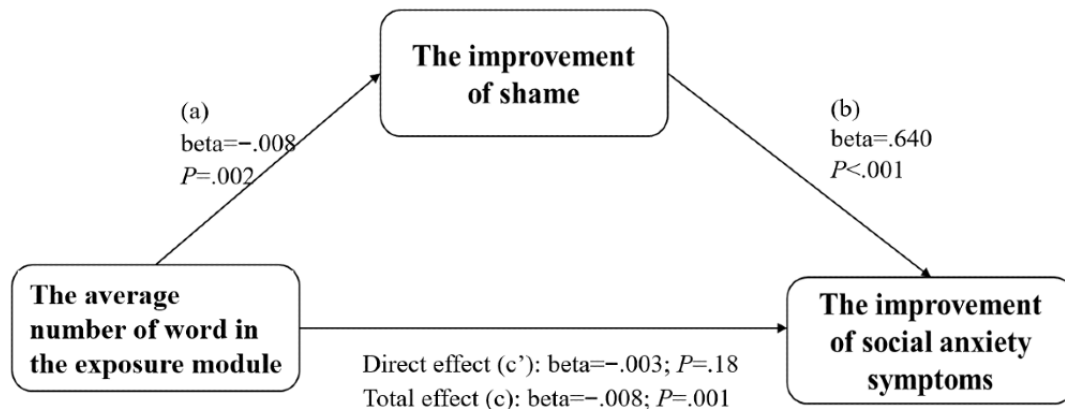 The improvement
of shame
(a)
beta=−.008
P=.002
(b)
beta=.640
P<.001
The average
number of word in
the exposure module
The improvement
of social anxiety
symptoms
Direct effect (c’): beta=−.003; P=.18
Total effect (c): beta=−.008; P=.001